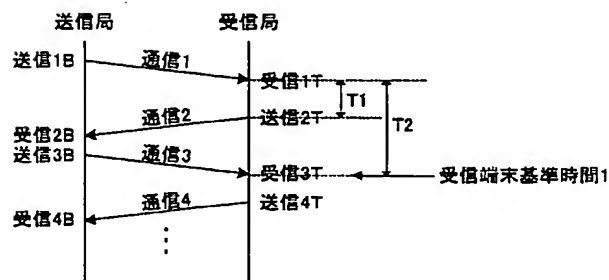 送信局 受信局
送信1B 通信1 受信1T
T1
通信2 送信2T T2
受信2B
送信3B 通信3
受信3T 受信端末基準時間1
通信4 送信4T
受信4B